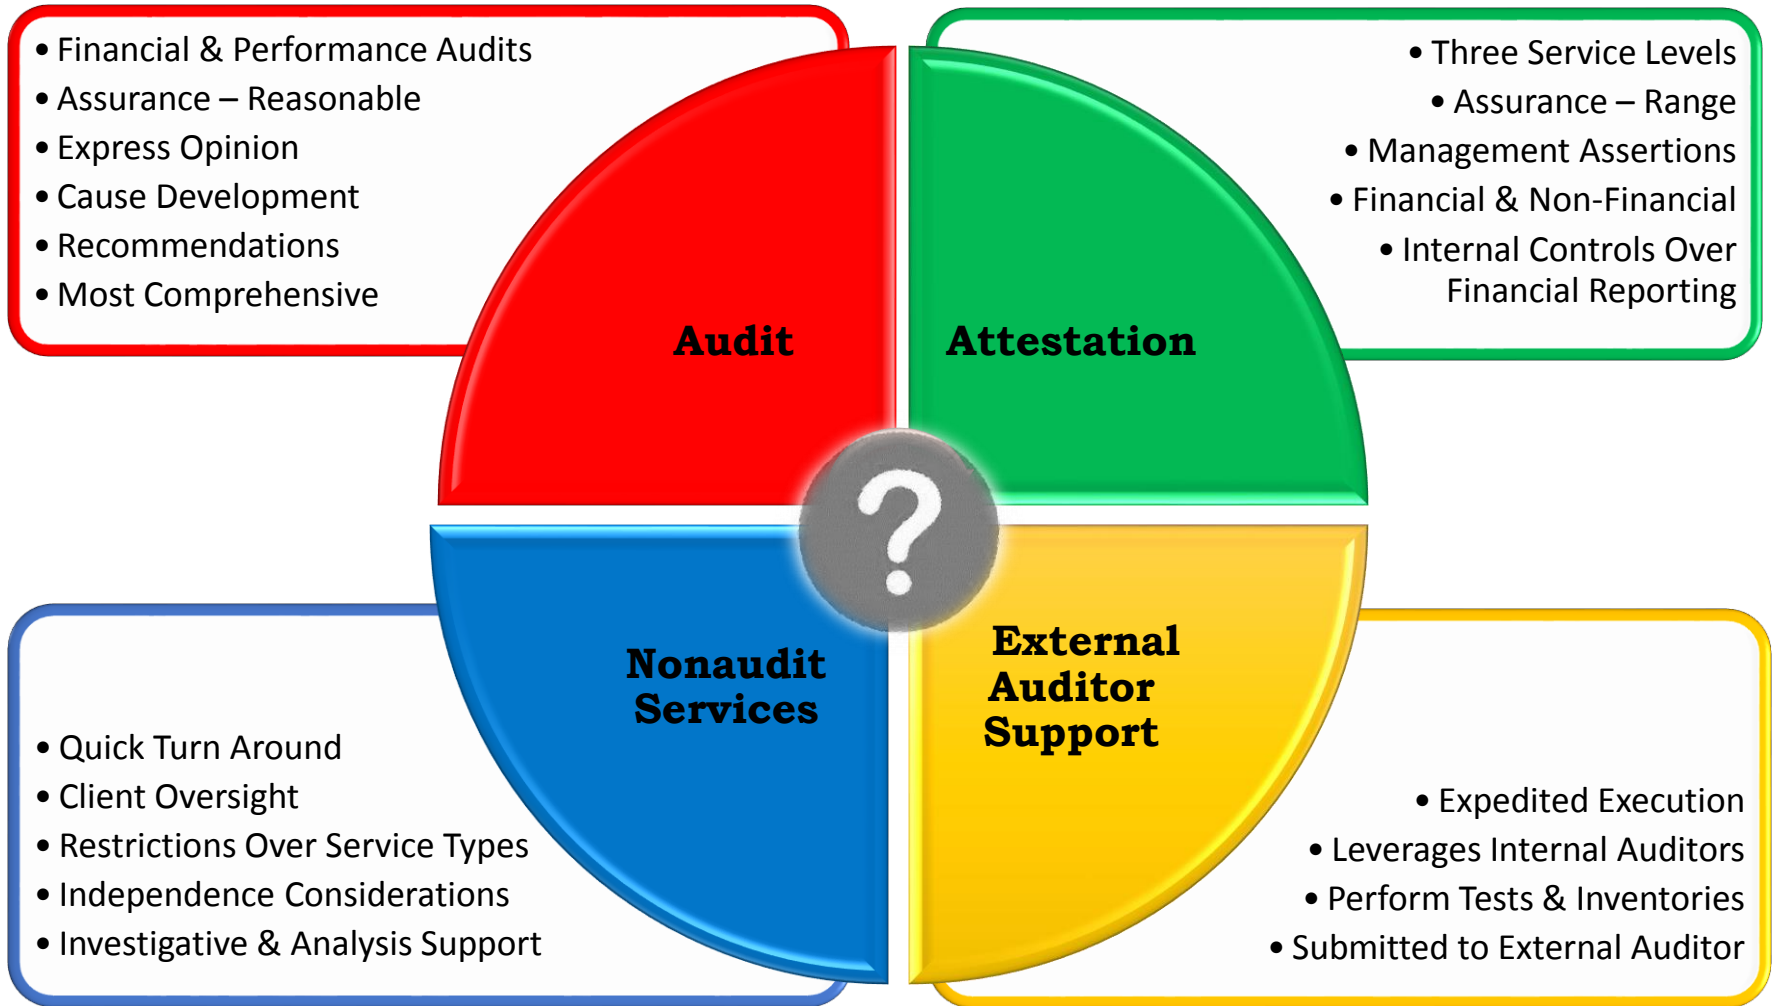 • Financial & Performance Audits
• Assurance – Reasonable
• Express Opinion
• Cause Development
• Recommendations
• Most Comprehensive
• Three Service Levels
• Assurance – Range
• Management Assertions
• Financial & Non-Financial
• Internal Controls Over
Financial Reporting
Audit
Attestation
?
Nonaudit
Services
External
Auditor
Support
• Quick Turn Around
• Client Oversight
• Restrictions Over Service Types
• Independence Considerations
• Investigative & Analysis Support
• Expedited Execution
• Leverages Internal Auditors
• Perform Tests & Inventories
• Submitted to External Auditor